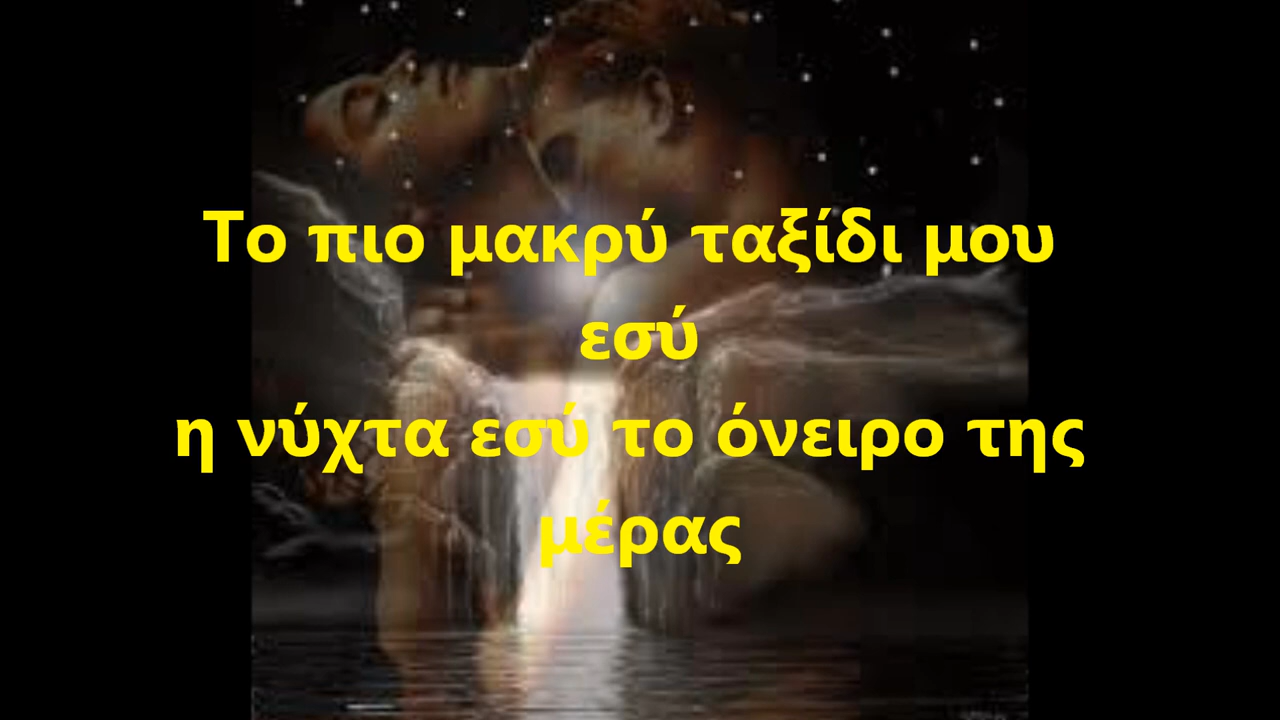 Το πιο μακρύ ταξίδι μου
εσύ
η νύχτα εσύ το όνειρο της
μέρας